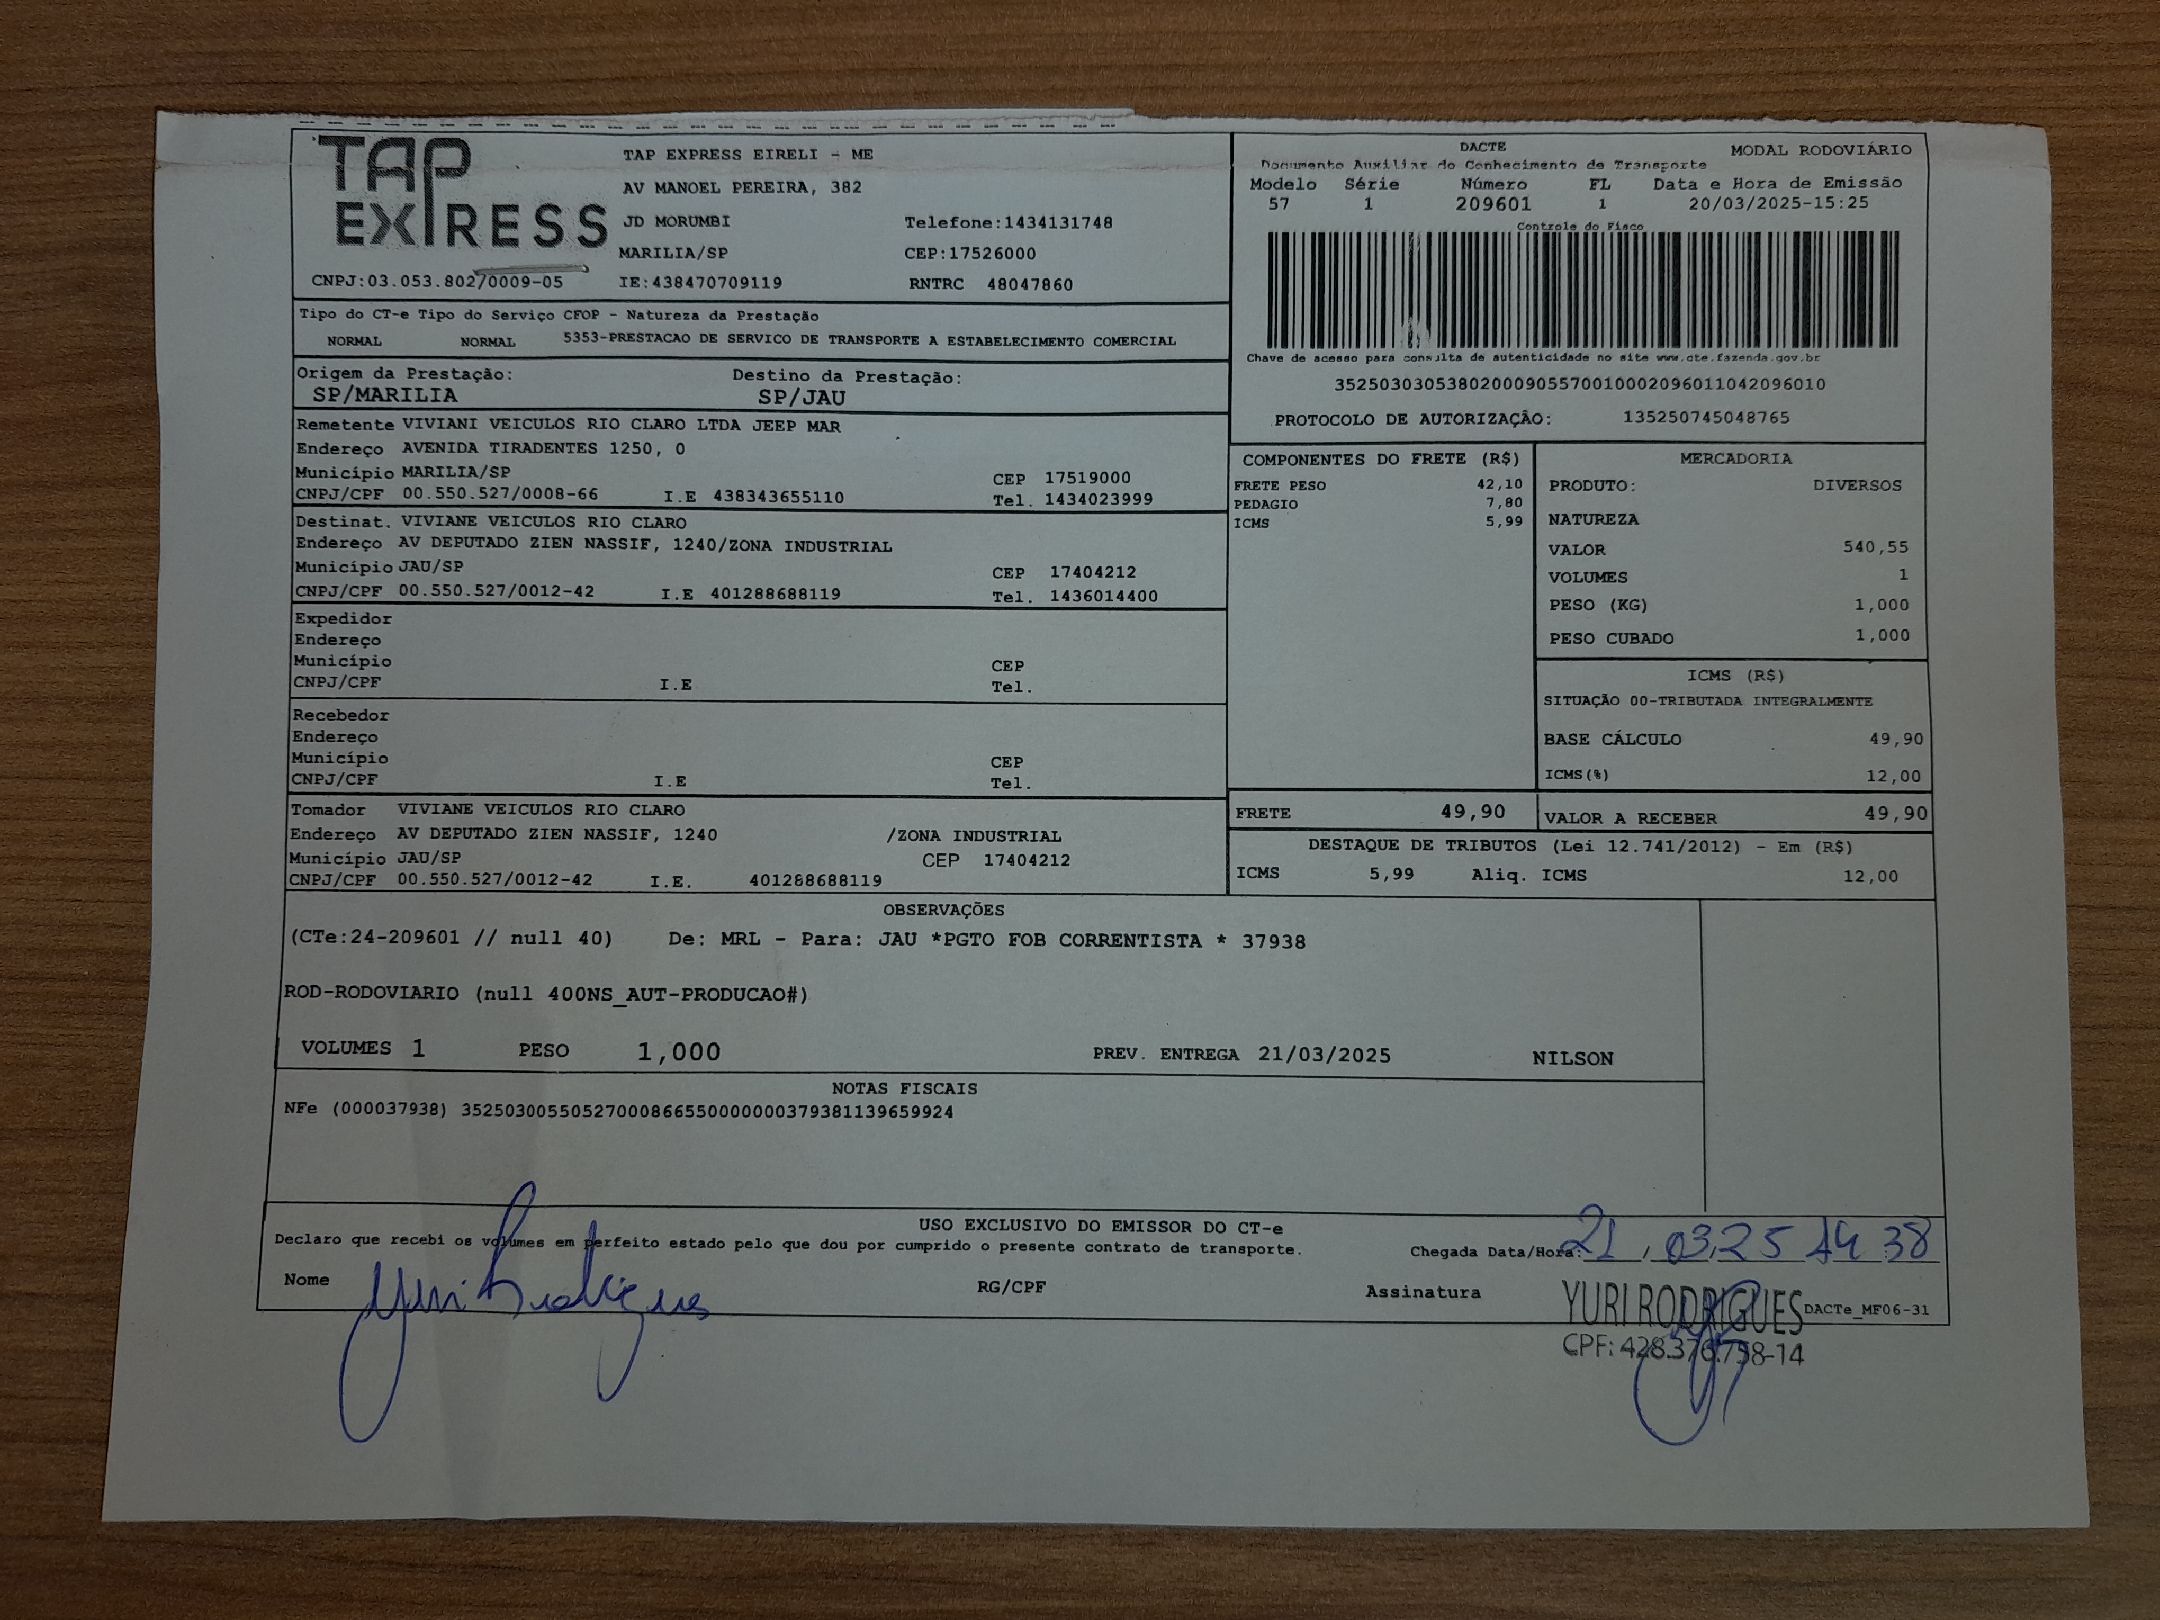 TAP EXPRESS
TAP EXPRESS EIRELI - ME
AV MANOEL PEREIRA, 382
JD MORUMBI Telefone:1434131748
MARILIA/SP CEP:17526000
CNPJ:03.053.802/0009-05 IE:438470709119 RNTRC 48047860
DACTE MODAL RODOVIÁRIO
Documento Auxiliar do Conhecimento de Transporte
Modelo Série Número FL Data e Hora de Emissão
57 1 209601 1 20/03/2025-15:25
Controle do Fisco
Chave de acesso para consulta de autenticidade no site www.cte.fazenda.gov.br
35250303053802000905570010002096011042096010
PROTOCOLO DE AUTORIZAÇÃO: 135250745048765
Tipo do CT-e Tipo do Serviço CFOP - Natureza da Prestação
NORMAL NORMAL 5353-PRESTACAO DE SERVICO DE TRANSPORTE A ESTABELECIMENTO COMERCIAL
Origem da Prestação: Destino da Prestação:
SP/MARILIA SP/JAU
Remetente VIVIANI VEICULOS RIO CLARO LTDA JEEP MAR
Endereço AVENIDA TIRADENTES 1250, 0
Município MARILIA/SP CEP 17519000
CNPJ/CPF 00.550.527/0008-66 I.E 438343655110 Tel. 1434023999
Destinat. VIVIANE VEICULOS RIO CLARO
Endereço AV DEPUTADO ZIEN NASSIF, 1240/ZONA INDUSTRIAL
Município JAU/SP CEP 17404212
CNPJ/CPF 00.550.527/0012-42 I.E 401288688119 Tel. 1436014400
Expedidor
Endereço
Município CEP
CNPJ/CPF I.E Tel.
Recebedor
Endereço
Município CEP
CNPJ/CPF I.E Tel.
Tomador VIVIANE VEICULOS RIO CLARO
Endereço AV DEPUTADO ZIEN NASSIF, 1240 /ZONA INDUSTRIAL
Município JAU/SP CEP 17404212
CNPJ/CPF 00.550.527/0012-42 I.E. 401288688119
COMPONENTES DO FRETE (R$)
FRETE PESO 42,10
PEDAGIO 7,80
ICMS 5,99
MERCADORIA
PRODUTO: DIVERSOS
NATUREZA
VALOR 540,55
VOLUMES 1
PESO (KG) 1,000
PESO CUBADO 1,000
ICMS (R$)
SITUAÇÃO 00-TRIBUTADA INTEGRALMENTE
BASE CÁLCULO 49,90
ICMS(%) 12,00
FRETE 49,90 VALOR A RECEBER 49,90
DESTAQUE DE TRIBUTOS (Lei 12.741/2012) - Em (R$)
ICMS 5,99 Aliq. ICMS 12,00
OBSERVAÇÕES
(CTe:24-209601 // null 40) De: MRL - Para: JAU *PGTO FOB CORRENTISTA * 37938
ROD-RODOVIARIO (null 400NS_AUT-PRODUCAO#)
VOLUMES 1 PESO 1,000 PREV. ENTREGA 21/03/2025 NILSON
NOTAS FISCAIS
NFe (000037938) 35250300550527000866550000000379381139659924
USO EXCLUSIVO DO EMISSOR DO CT-e
Declaro que recebi os volumes em perfeito estado pelo que dou por cumprido o presente contrato de transporte. Chegada Data/Hora: 21/03/25 14 38
Nome Yuri Rodrigues RG/CPF Assinatura
YURI RODRIGUES DACTe_MF06-31
CPF: 428.376.798-14